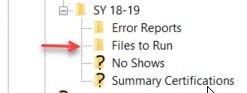 SY 18-19
Error Reports
Files to Run
No Shows
Summary Certifications